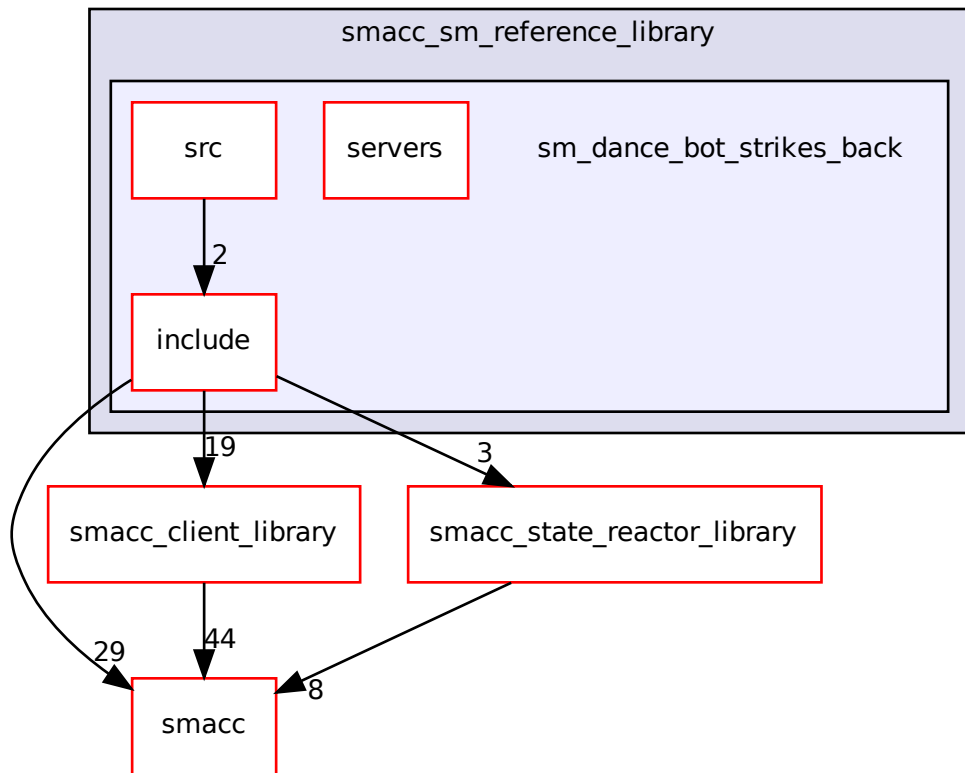 smacc_sm_reference_library
src
servers
sm_dance_bot_strikes_back
2
include
19
3
smacc_client_library
smacc_state_reactor_library
29
44
8
smacc